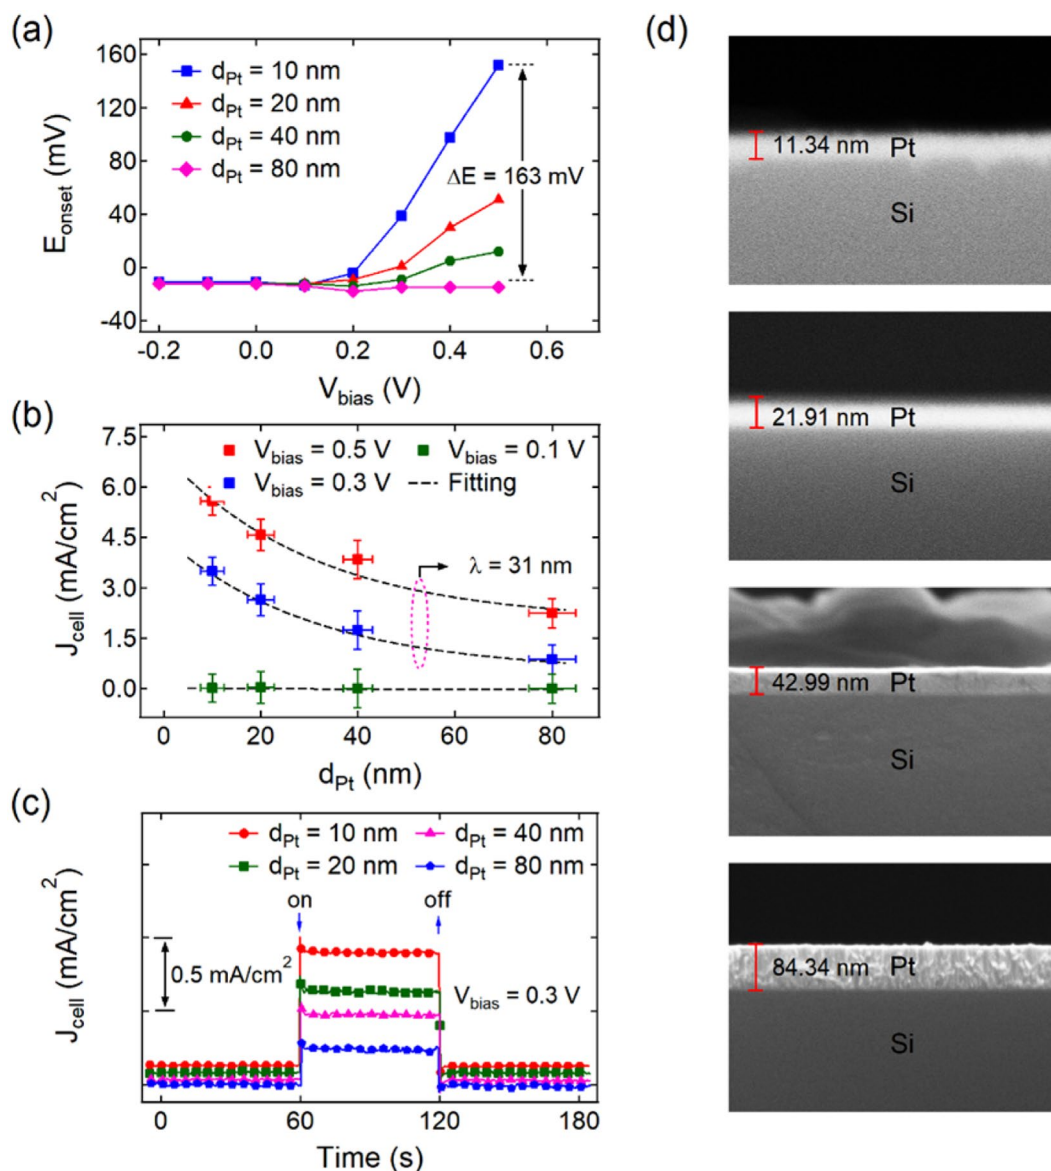 (a)
160
120
80
40
0
-40
E_onset (mV)
d_Pt = 10 nm
d_Pt = 20 nm
d_Pt = 40 nm
d_Pt = 80 nm
ΔE = 163 mV
-0.2 0.0 0.2 0.4 0.6
V_bias (V)
(b)
7.5
6.0
4.5
3.0
1.5
0.0
J_cell (mA/cm²)
V_bias = 0.5 V V_bias = 0.1 V
V_bias = 0.3 V Fitting
λ = 31 nm
0 20 40 60 80
d_Pt (nm)
(c)
J_cell (mA/cm²)
d_Pt = 10 nm d_Pt = 40 nm
d_Pt = 20 nm d_Pt = 80 nm
on off
0.5 mA/cm²
V_bias = 0.3 V
0 60 120 180
Time (s)
(d)
11.34 nm Pt
Si
21.91 nm Pt
Si
42.99 nm Pt
Si
84.34 nm Pt
Si